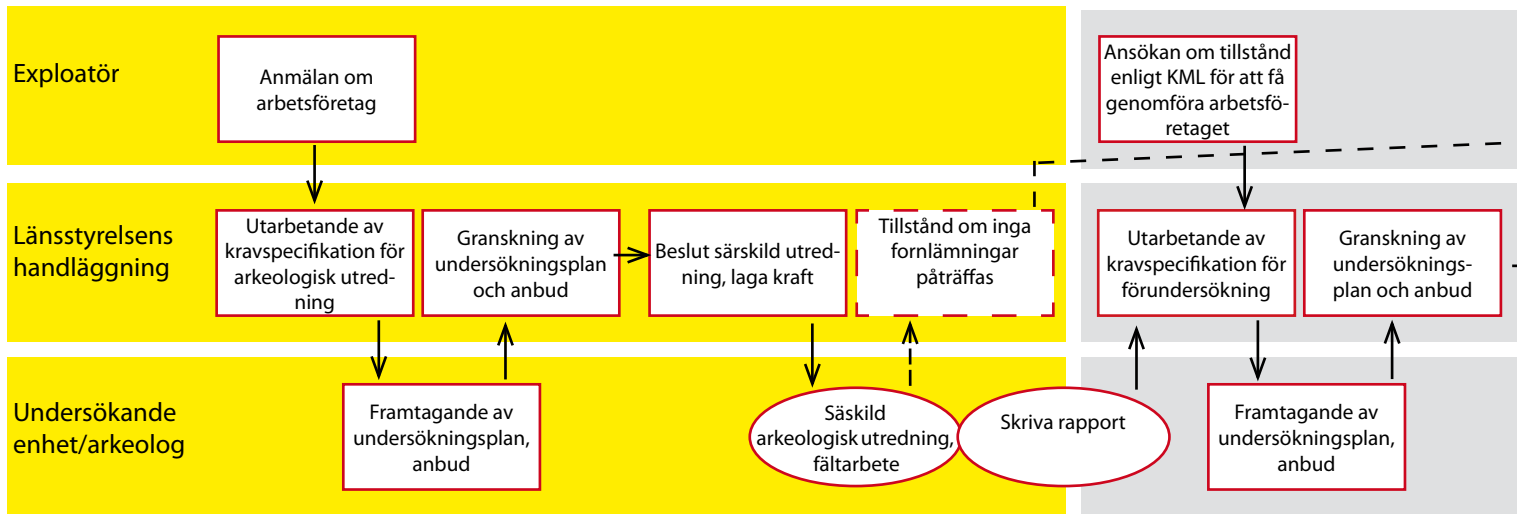 Exploatör
Anmälan om
arbetsföretag
Ansökan om tillstånd
enligt KML för att få
genomföra arbetsfö-
retaget
Länsstyrelsens
handläggning
Utarbetande av
kravspecifikation för
arkeologisk utred-
ning
Granskning av
undersökningsplan
och anbud
Beslut särskild utred-
ning, laga kraft
Tillstånd om inga
fornlämningar
påträffas
Utarbetande av
kravspecifikation för
förundersökning
Granskning av
undersöknings-
plan och anbud
Undersökande
enhet/arkeolog
Framtagande av
undersökningsplan,
anbud
Säskild
arkeologisk utredning,
fältarbete
Skriva rapport
Framtagande av
undersökningsplan,
anbud